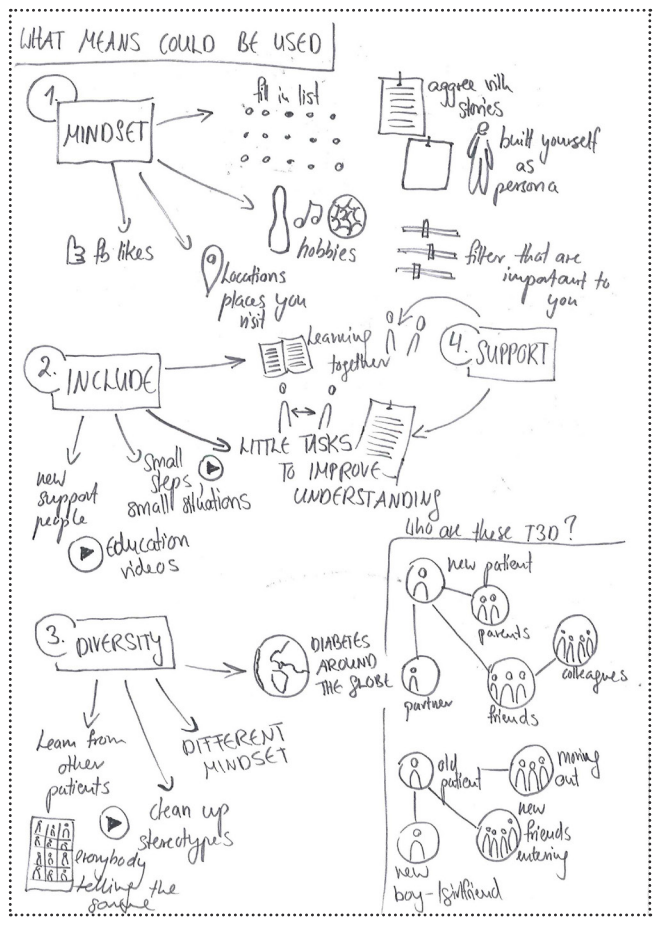 WHAT MEANS COULD BE USED
1.
MINDSET
fill in list
aggree with
stories
built yourself
as
persona
fb likes
Locations
places you
visit
hobbies
filter that are
important to
you
2.
INCLUDE
Learning
together
4.
SUPPORT
new
support
people
Small
steps
small situations
LITTLE TASKS
TO IMPROVE
UNDERSTANDING
Education
videos
Who are these T3D?
new patient
parents
partner
friends
colleagues
3.
DIVERSITY
DIABETES
AROUND
THE GLOBE
Learn from
other
patients
DIFFERENT
MINDSET
clean up
stereotypes
everybody
telling the
old
patient
moving
out
new
friends
entering
new
boy-/girlfriend